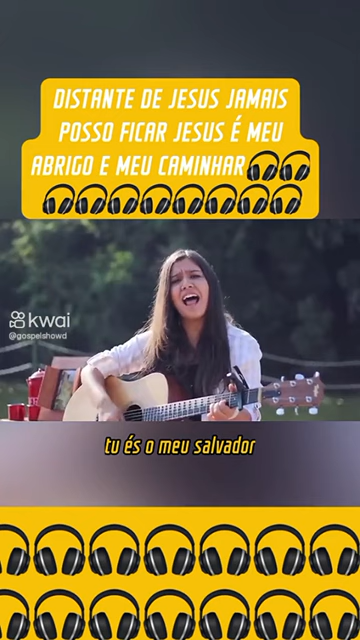 DISTANTE DE JESUS JAMAIS
POSSO FICAR JESUS É MEU
ABRIGO E MEU CAMINHAR
kwai
@gospelshowd
tu és o meu salvador